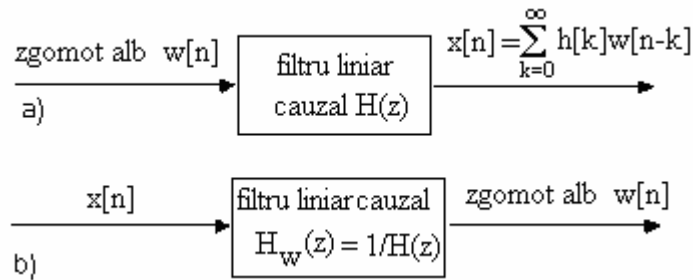 zgomot alb w[n]
a)
filtru liniar
cauzal H(z)
x[n]=∑_{k=0}^{∞} h[k]w[n-k]
x[n]
b)
filtru liniar cauzal
H_w(z) = 1/H(z)
zgomot alb w[n]